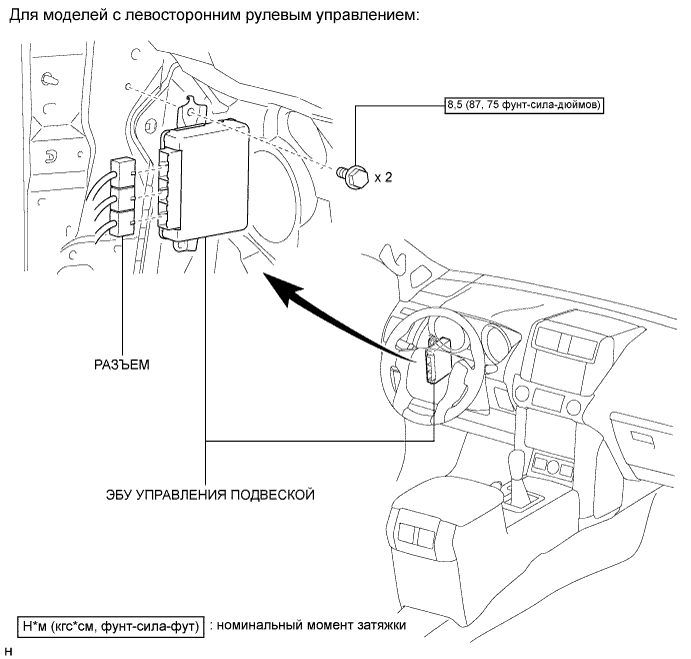 Для моделей с левосторонним рулевым управлением:
8,5 (87, 75 фунт-сила-дюймов)
x 2
РАЗЪЕМ
ЭБУ УПРАВЛЕНИЯ ПОДВЕСКОЙ
Н*м (кгс*см, фунт-сила-фут) : номинальный момент затяжки
н